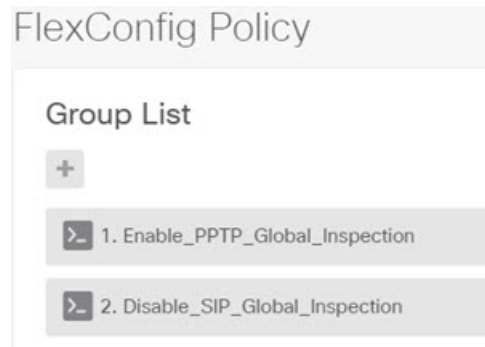 FlexConfig Policy
Group List
+
>_ 1. Enable_PPTP_Global_Inspection
>_ 2. Disable_SIP_Global_Inspection